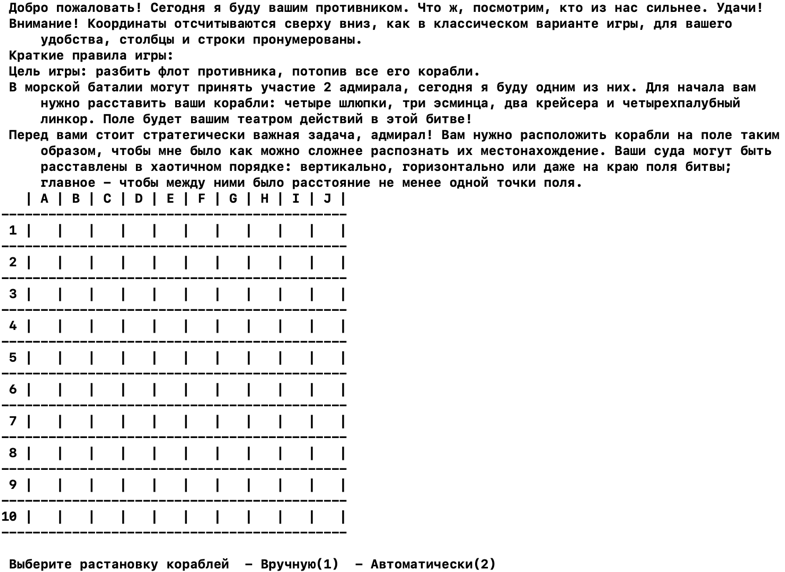 Добро пожаловать! Сегодня я буду вашим противником. Что ж, посмотрим, кто из нас сильнее. Удачи!
Внимание! Координаты отсчитываются сверху вниз, как в классическом варианте игры, для вашего
удобства, столбцы и строки пронумерованы.
Краткие правила игры:
Цель игры: разбить флот противника, потопив все его корабли.
В морской баталии могут принять участие 2 адмирала, сегодня я буду одним из них. Для начала вам
нужно расставить ваши корабли: четыре шлюпки, три эсминца, два крейсера и четырехпалубный
линкор. Поле будет вашим театром действий в этой битве!
Перед вами стоит стратегически важная задача, адмирал! Вам нужно расположить корабли на поле таким
образом, чтобы мне было как можно сложнее распознать их местонахождение. Ваши суда могут быть
расставлены в хаотичном порядке: вертикально, горизонтально или даже на краю поля битвы;
главное – чтобы между ними было расстояние не менее одной точки поля.
| A | B | C | D | E | F | G | H | I | J |
1 |   |   |   |   |   |   |   |   |   |   |
2 |   |   |   |   |   |   |   |   |   |   |
3 |   |   |   |   |   |   |   |   |   |   |
4 |   |   |   |   |   |   |   |   |   |   |
5 |   |   |   |   |   |   |   |   |   |   |
6 |   |   |   |   |   |   |   |   |   |   |
7 |   |   |   |   |   |   |   |   |   |   |
8 |   |   |   |   |   |   |   |   |   |   |
9 |   |   |   |   |   |   |   |   |   |   |
10 |   |   |   |   |   |   |   |   |   |   |
Выберите растановку кораблей  – Вручную(1)  – Автоматически(2)